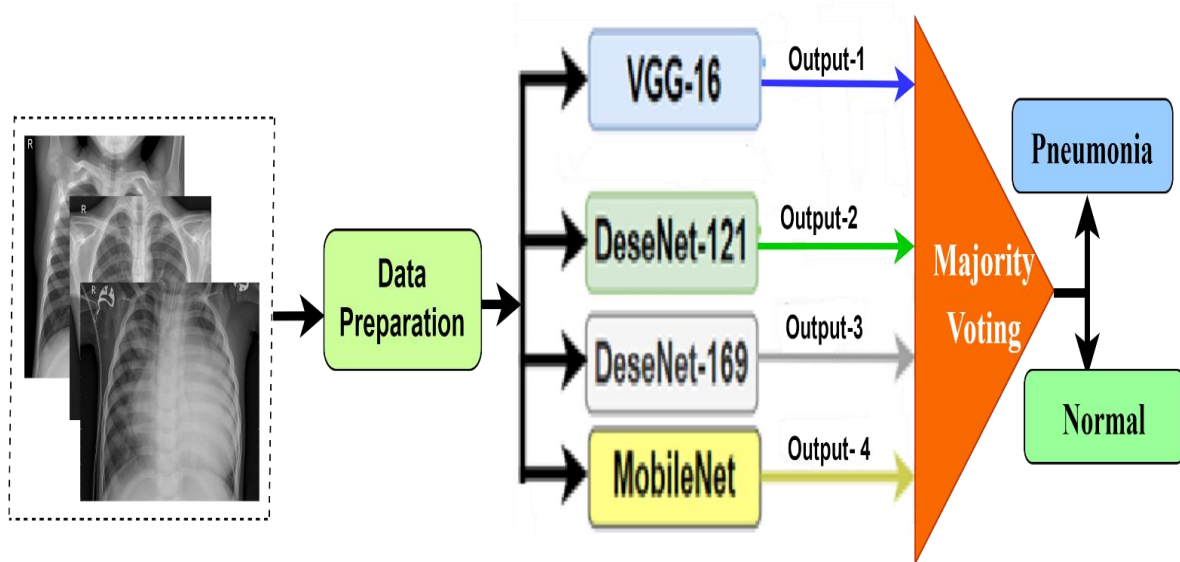 R
R
R
Data
Preparation
VGG-16
DeseNet-121
DeseNet-169
MobileNet
Output-1
Output-2
Output-3
Output- 4
Majority
Voting
Pneumonia
Normal